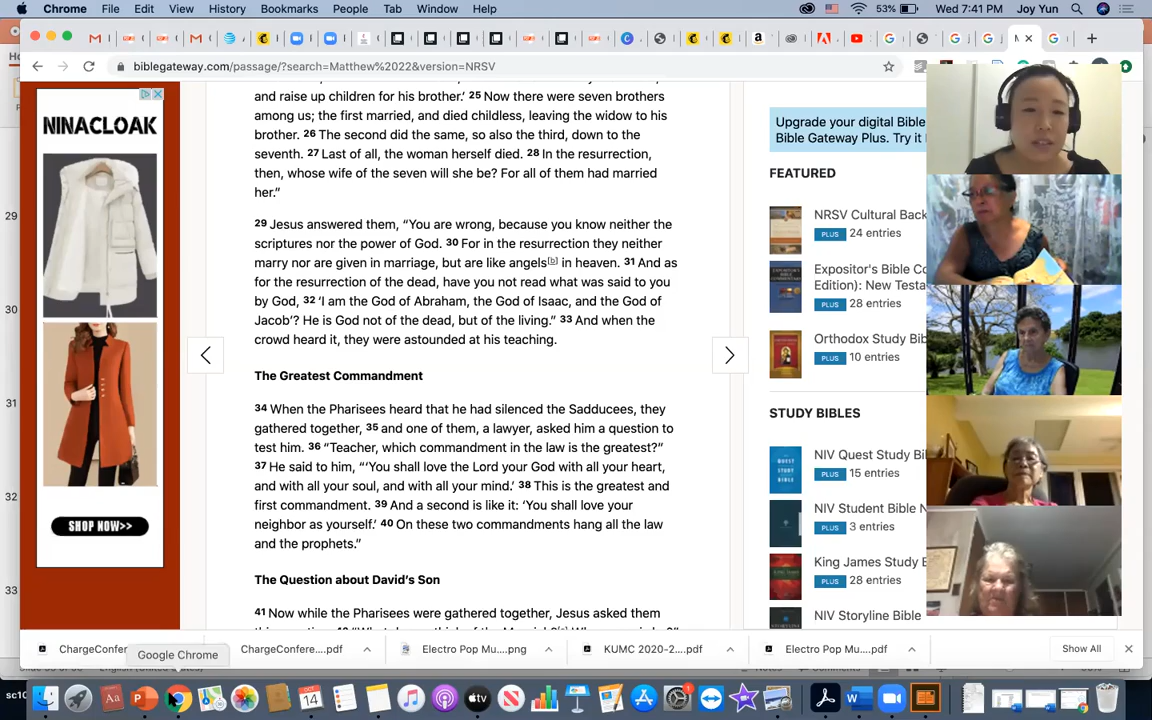 Chrome File Edit View History Bookmarks People Tab Window Help
53% Wed 7:41 PM Joy Yun
biblegateway.com/passage/?search=Matthew%2022&version=NRSV
NINACLOAK
SHOP NOW>>
29
30
31
32
33
and raise up children for his brother.’ 25 Now there were seven brothers
among us; the first married, and died childless, leaving the widow to his
brother. 26 The second did the same, so also the third, down to the
seventh. 27 Last of all, the woman herself died. 28 In the resurrection,
then, whose wife of the seven will she be? For all of them had married
her.”
29 Jesus answered them, “You are wrong, because you know neither the
scriptures nor the power of God. 30 For in the resurrection they neither
marry nor are given in marriage, but are like angels[b] in heaven. 31 And as
for the resurrection of the dead, have you not read what was said to you
by God, 32 ‘I am the God of Abraham, the God of Isaac, and the God of
Jacob’? He is God not of the dead, but of the living.” 33 And when the
crowd heard it, they were astounded at his teaching.
The Greatest Commandment
34 When the Pharisees heard that he had silenced the Sadducees, they
gathered together, 35 and one of them, a lawyer, asked him a question to
test him. 36 “Teacher, which commandment in the law is the greatest?”
37 He said to him, “‘You shall love the Lord your God with all your heart,
and with all your soul, and with all your mind.’ 38 This is the greatest and
first commandment. 39 And a second is like it: ‘You shall love your
neighbor as yourself.’ 40 On these two commandments hang all the law
and the prophets.”
The Question about David’s Son
41 Now while the Pharisees were gathered together, Jesus asked them
Upgrade your digital Bible
Bible Gateway Plus. Try it
FEATURED
NRSV Cultural Back
PLUS 24 entries
Expositor's Bible Co
Edition): New Testa
PLUS 28 entries
Orthodox Study Bib
PLUS 10 entries
STUDY BIBLES
NIV Quest Study Bi
PLUS 15 entries
NIV Student Bible N
PLUS 3 entries
King James Study B
PLUS 28 entries
NIV Storyline Bible
ChargeConfer
ChargeConferenc....pdf
Electro Pop Mu....png
KUMC 2020-2....pdf
Electro Pop Mu....pdf
Show All
Google Chrome